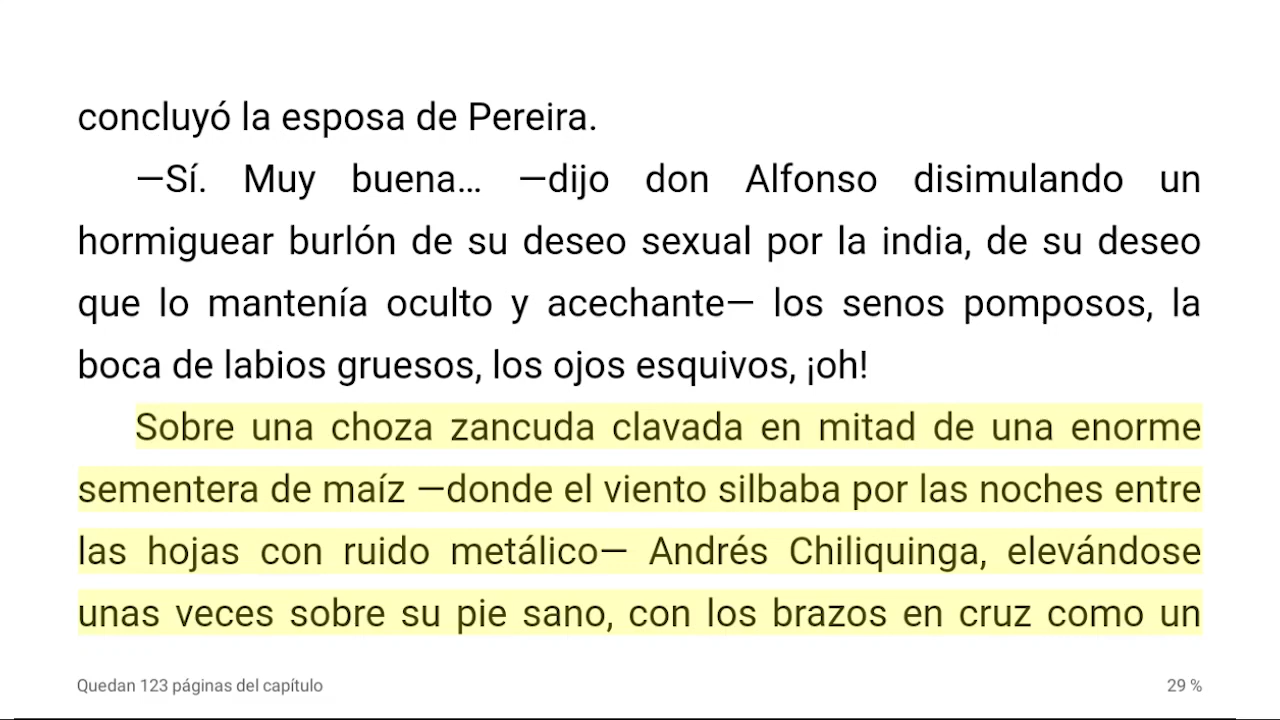 concluyó la esposa de Pereira.
—Sí. Muy buena… —dijo don Alfonso disimulando un
hormiguear burlón de su deseo sexual por la india, de su deseo
que lo mantenía oculto y acechante— los senos pomposos, la
boca de labios gruesos, los ojos esquivos, ¡oh!
Sobre una choza zancuda clavada en mitad de una enorme
sementera de maíz —donde el viento silbaba por las noches entre
las hojas con ruido metálico— Andrés Chiliquinga, elevándose
unas veces sobre su pie sano, con los brazos en cruz como un
Quedan 123 páginas del capítulo
29 %